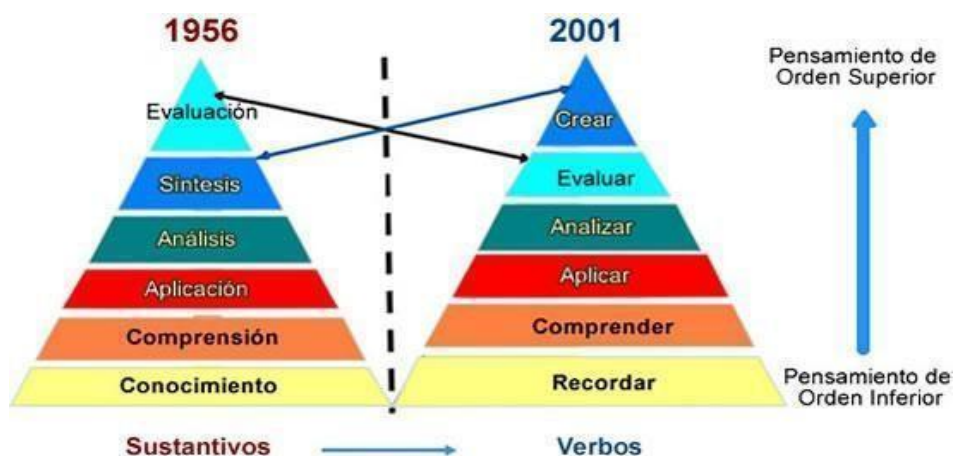 1956
Evaluación
Síntesis
Análisis
Aplicación
Comprensión
Conocimiento
Sustantivos
2001
Crear
Evaluar
Analizar
Aplicar
Comprender
Recordar
Verbos
Pensamiento de
Orden Superior
Pensamiento de
Orden Inferior